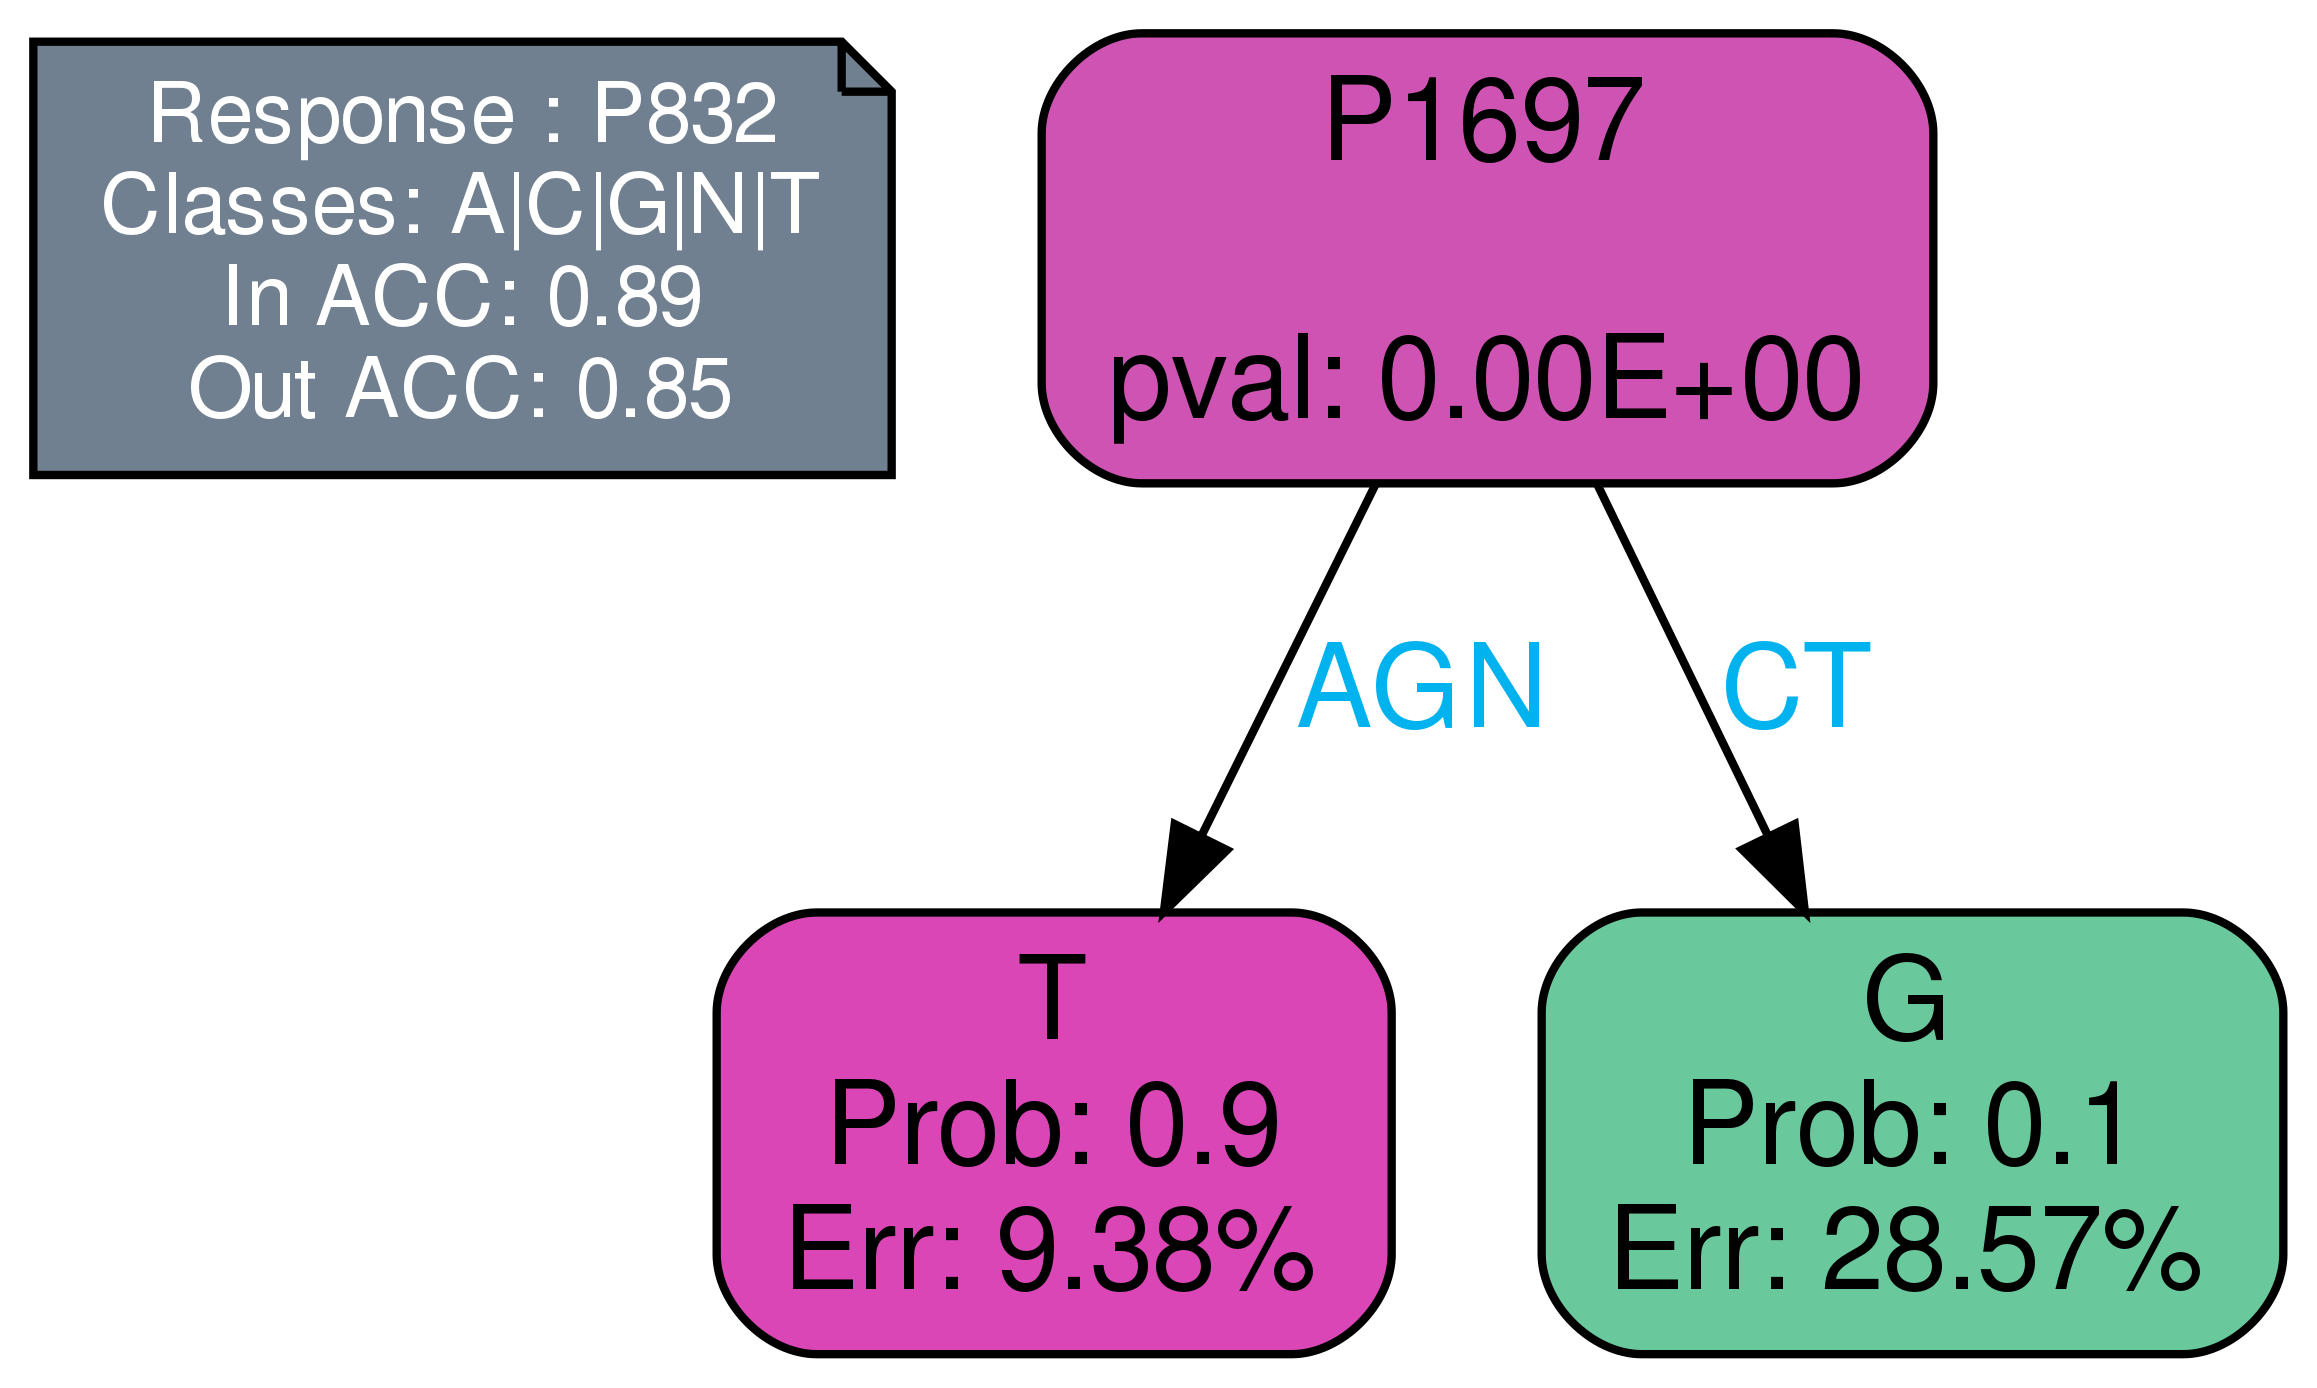 Response : P832
Classes: A|C|G|N|T
In ACC: 0.89
Out ACC: 0.85
P1697
pval: 0.00E+00
AGN
CT
T
Prob: 0.9
Err: 9.38%
G
Prob: 0.1
Err: 28.57%